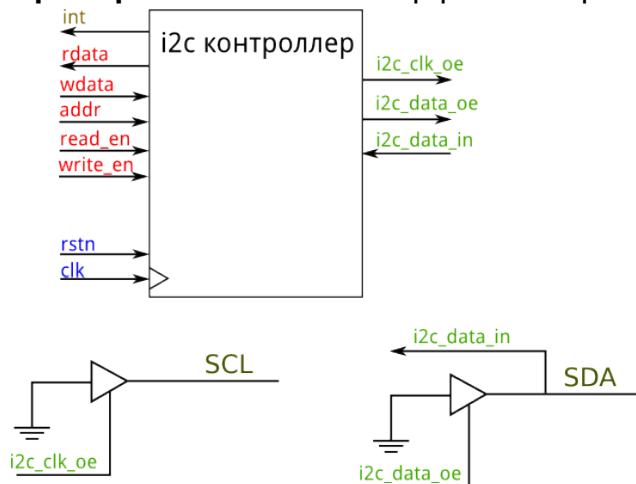 int
i2c контроллер
rdata
wdata
addr
read_en
write_en
rstn
clk
i2c_clk_oe
i2c_data_oe
i2c_data_in
SCL
i2c_clk_oe
i2c_data_in
SDA
i2c_data_oe